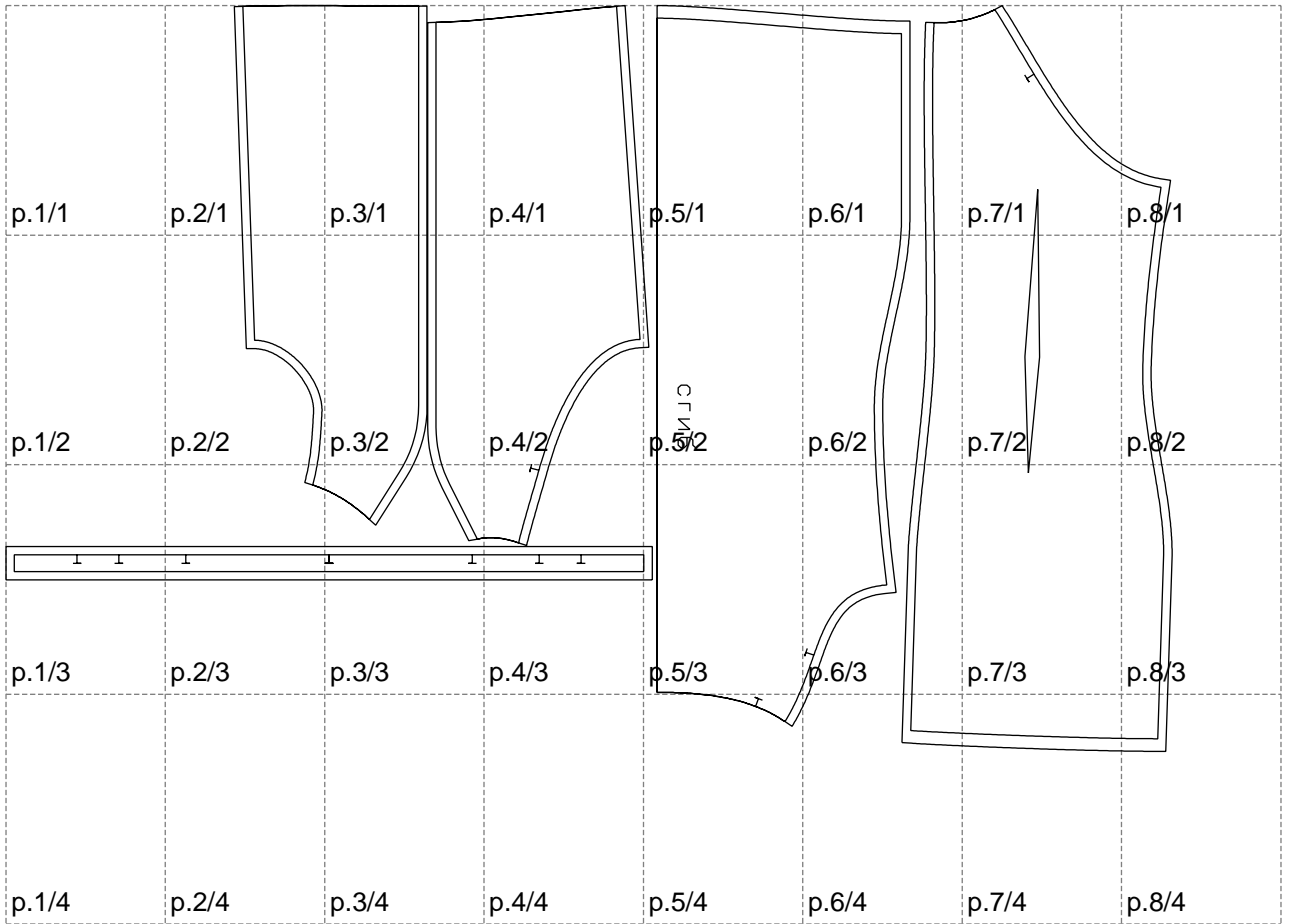 p.1/1 p.2/1 p.3/1 p.4/1 p.5/1 p.6/1 p.7/1 p.8/1
СГИБ
p.1/2 p.2/2 p.3/2 p.4/2 p.5/2 p.6/2 p.7/2 p.8/2
p.1/3 p.2/3 p.3/3 p.4/3 p.5/3 p.6/3 p.7/3 p.8/3
p.1/4 p.2/4 p.3/4 p.4/4 p.5/4 p.6/4 p.7/4 p.8/4